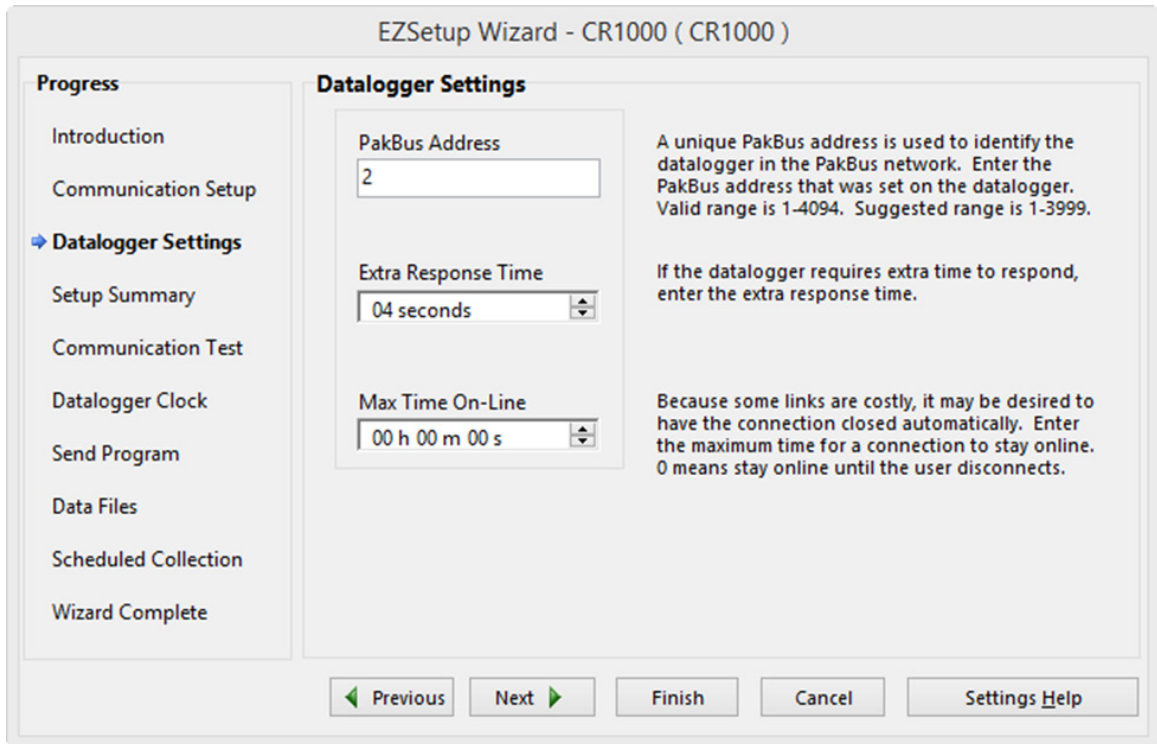 EZSetup Wizard - CR1000 ( CR1000 )
Progress
Introduction
Communication Setup
Datalogger Settings
Setup Summary
Communication Test
Datalogger Clock
Send Program
Data Files
Scheduled Collection
Wizard Complete
Datalogger Settings
PakBus Address
2
A unique PakBus address is used to identify the
datalogger in the PakBus network.  Enter the
PakBus address that was set on the datalogger.
Valid range is 1-4094.  Suggested range is 1-3999.
Extra Response Time
04 seconds
If the datalogger requires extra time to respond,
enter the extra response time.
Max Time On-Line
00 h 00 m 00 s
Because some links are costly, it may be desired to
have the connection closed automatically.  Enter
the maximum time for a connection to stay online.
0 means stay online until the user disconnects.
Previous
Next
Finish
Cancel
Settings Help